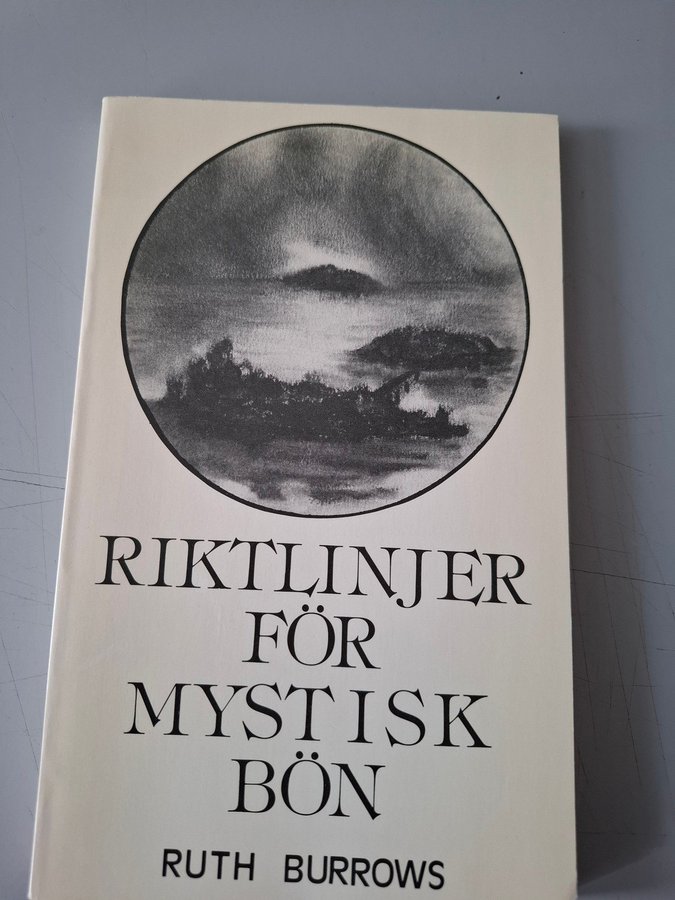 RIKTLINJER
FÖR
MYSTISK
BÖN
RUTH BURROWS